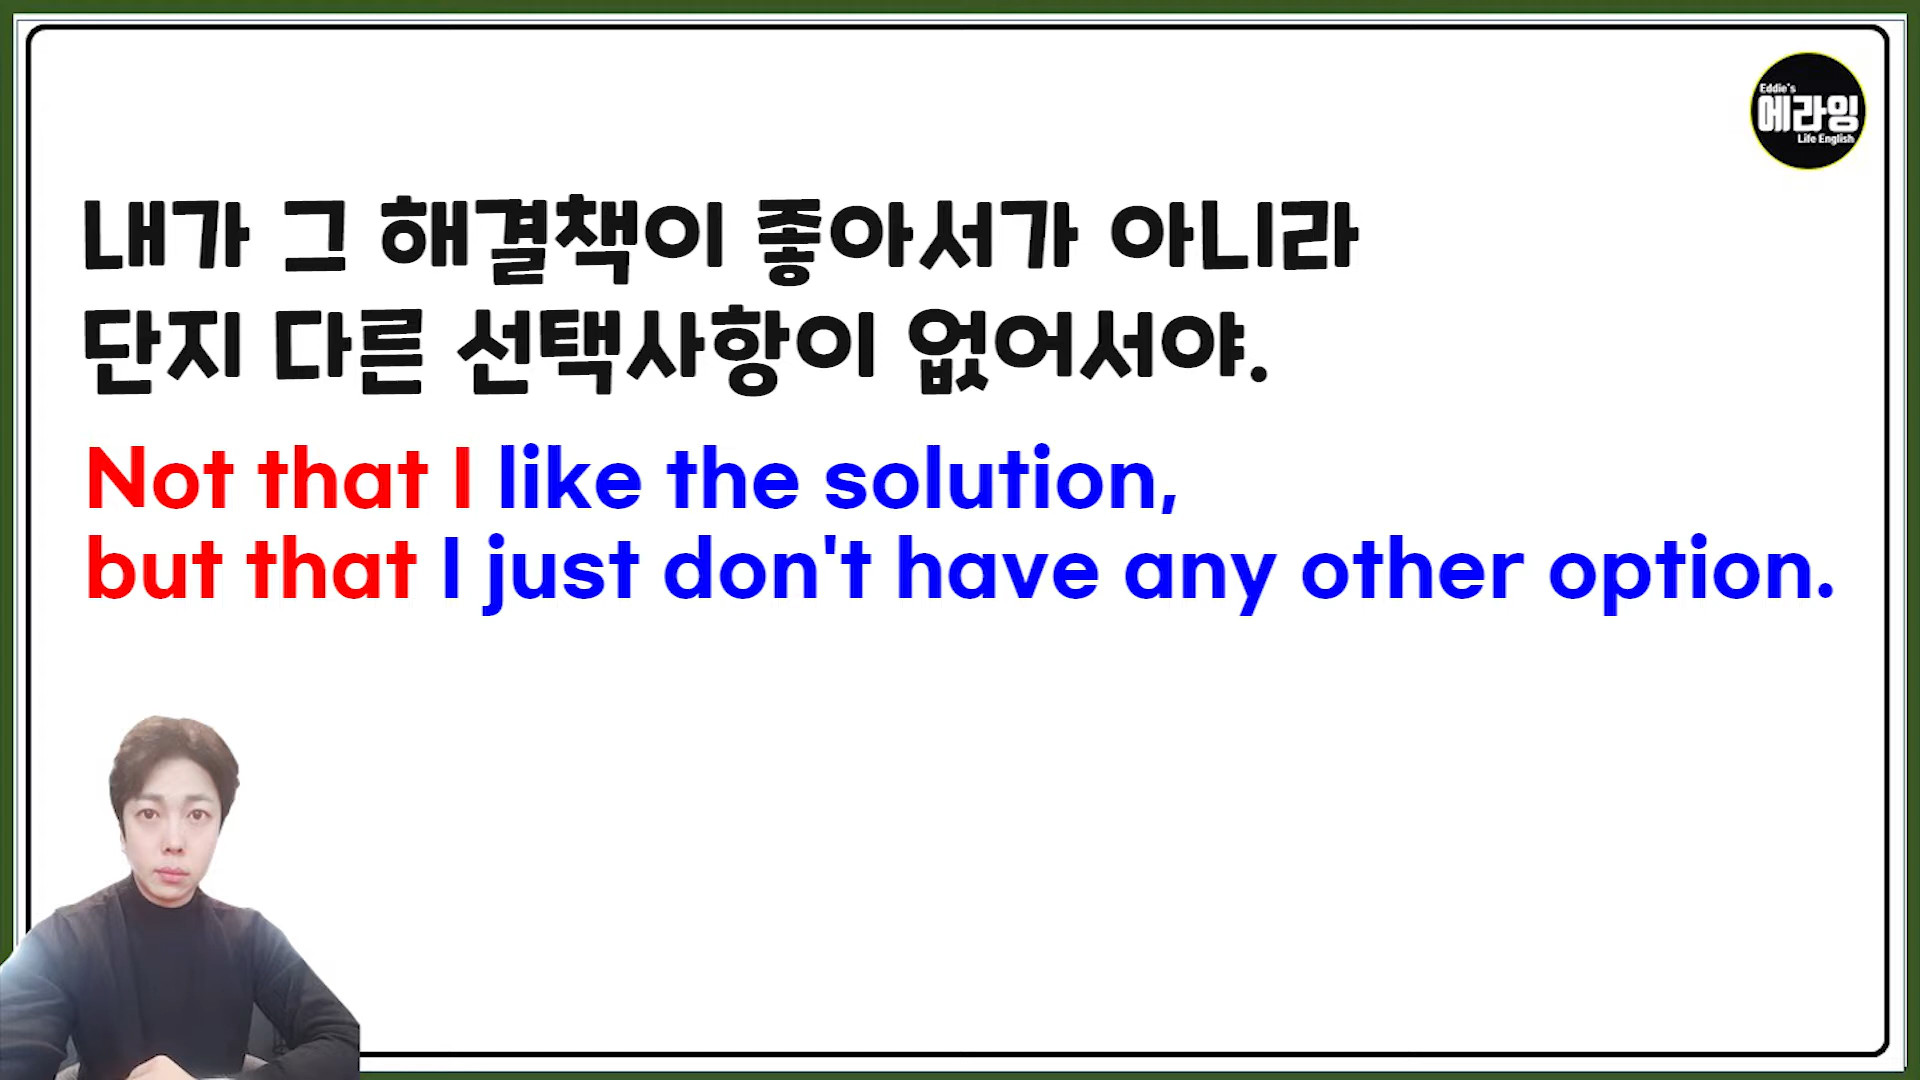 Eddie's
에라잉
Life English
내가 그 해결책이 좋아서가 아니라
단지 다른 선택사항이 없어서야.
Not that I like the solution,
but that I just don't have any other option.